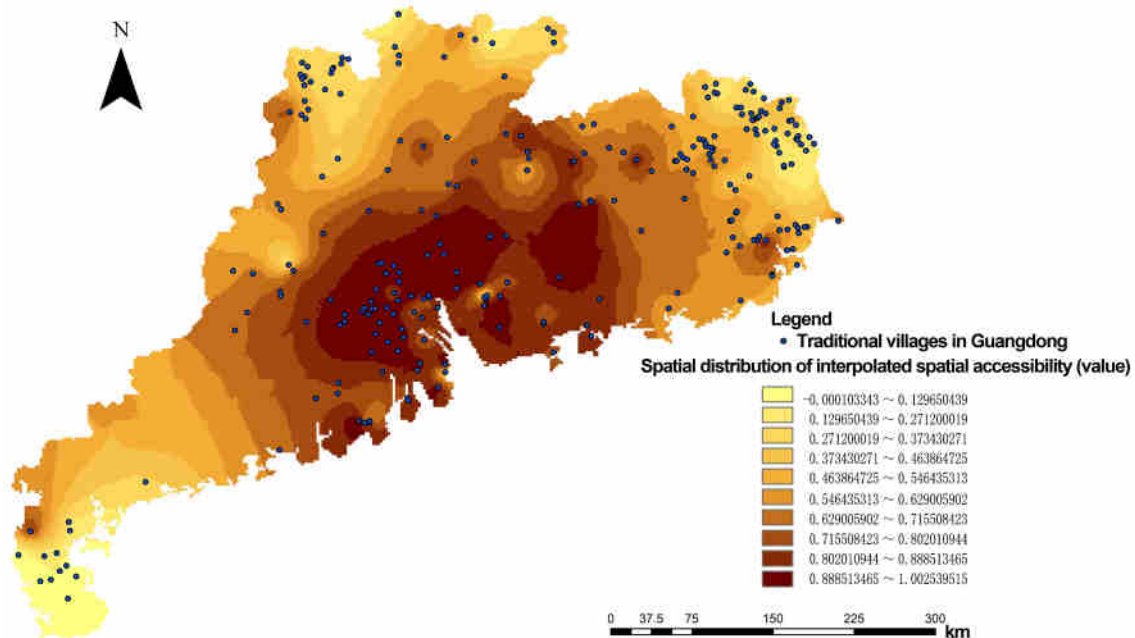 N
Legend
Traditional villages in Guangdong
Spatial distribution of interpolated spatial accessibility (value)
-0.000103343～0.129650439
0.129650439～0.271200019
0.271200019～0.373430271
0.373430271～0.463864725
0.463864725～0.546435313
0.546435313～0.629005902
0.629005902～0.715508423
0.715508423～0.802010944
0.802010944～0.888513465
0.888513465～1.002539515
0 37.5 75 150 225 300
km